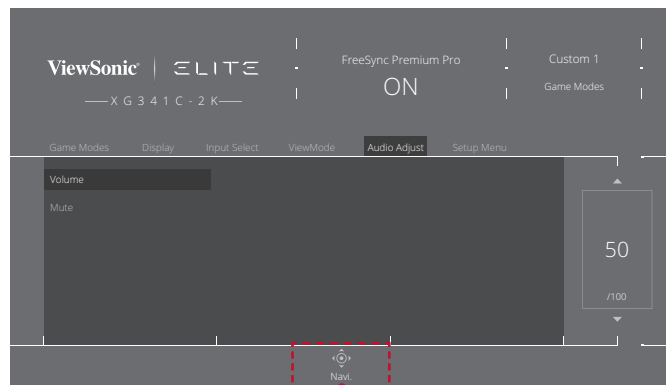 ViewSonic® ELITE
XG341C-2K
FreeSync Premium Pro
ON
Custom 1
Game Modes
Game Modes Display Input Select ViewMode Audio Adjust Setup Menu
Volume
Mute
50
/100
Navi.